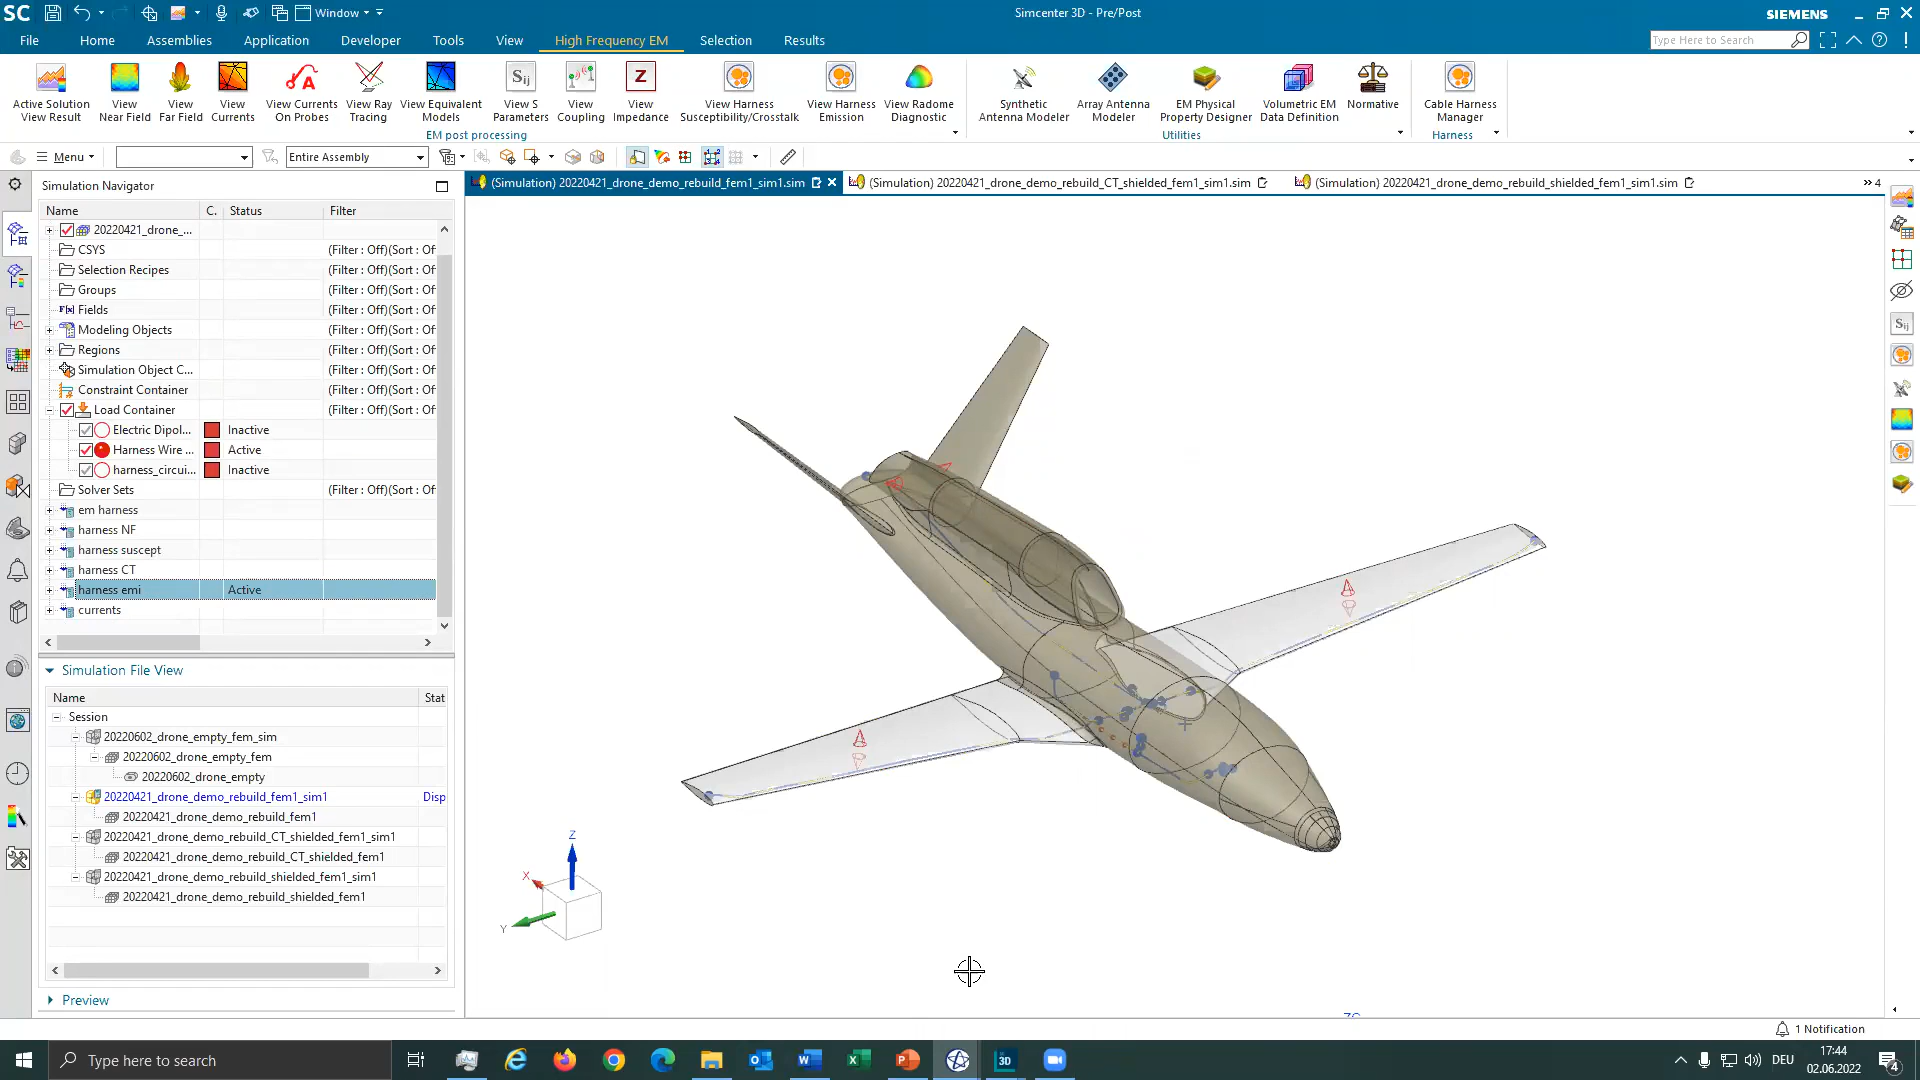 SC
Window
Simcenter 3D - Pre/Post
SIEMENS
File
Home
Assemblies
Application
Developer
Tools
View
High Frequency EM
Selection
Results
Type Here to Search
Active Solution
View Result
View
Near Field
View
Far Field
View
Currents
View Currents
On Probes
View Ray
Tracing
View Equivalent
Models
Sij
View S
Parameters
View
Coupling
Z
View
Impedance
View Harness
Susceptibility/Crosstalk
View Harness
Emission
View Radome
Diagnostic
Synthetic
Antenna Modeler
Array Antenna
Modeler
EM Physical
Property Designer
Volumetric EM
Data Definition
Normative
Cable Harness
Manager
EM post processing
Utilities
Harness
Menu
Entire Assembly
Simulation Navigator
(Simulation) 20220421_drone_demo_rebuild_fem1_sim1.sim
(Simulation) 20220421_drone_demo_rebuild_CT_shielded_fem1_sim1.sim
(Simulation) 20220421_drone_demo_rebuild_shielded_fem1_sim1.sim
4
Name C. Status Filter
20220421_drone_...
CSYS (Filter : Off)(Sort : Of
Selection Recipes (Filter : Off)(Sort : Of
Groups (Filter : Off)(Sort : Of
Fields (Filter : Off)(Sort : Of
Modeling Objects (Filter : Off)(Sort : Of
Regions (Filter : Off)(Sort : Of
Simulation Object C... (Filter : Off)(Sort : Of
Constraint Container (Filter : Off)(Sort : Of
Load Container (Filter : Off)(Sort : Of
Electric Dipol... Inactive
Harness Wire ... Active
harness_circui... Inactive
Solver Sets (Filter : Off)(Sort : Of
em harness
harness NF
harness suscept
harness CT
harness emi Active
currents
Simulation File View
Name Stat
Session
20220602_drone_empty_fem_sim
20220602_drone_empty_fem
20220602_drone_empty
20220421_drone_demo_rebuild_fem1_sim1 Disp
20220421_drone_demo_rebuild_fem1
20220421_drone_demo_rebuild_CT_shielded_fem1_sim1
20220421_drone_demo_rebuild_CT_shielded_fem1
20220421_drone_demo_rebuild_shielded_fem1_sim1
20220421_drone_demo_rebuild_shielded_fem1
Preview
Z
X
Y
Sij
1 Notification
Type here to search
3D
DEU
17:44
02.06.2022
4